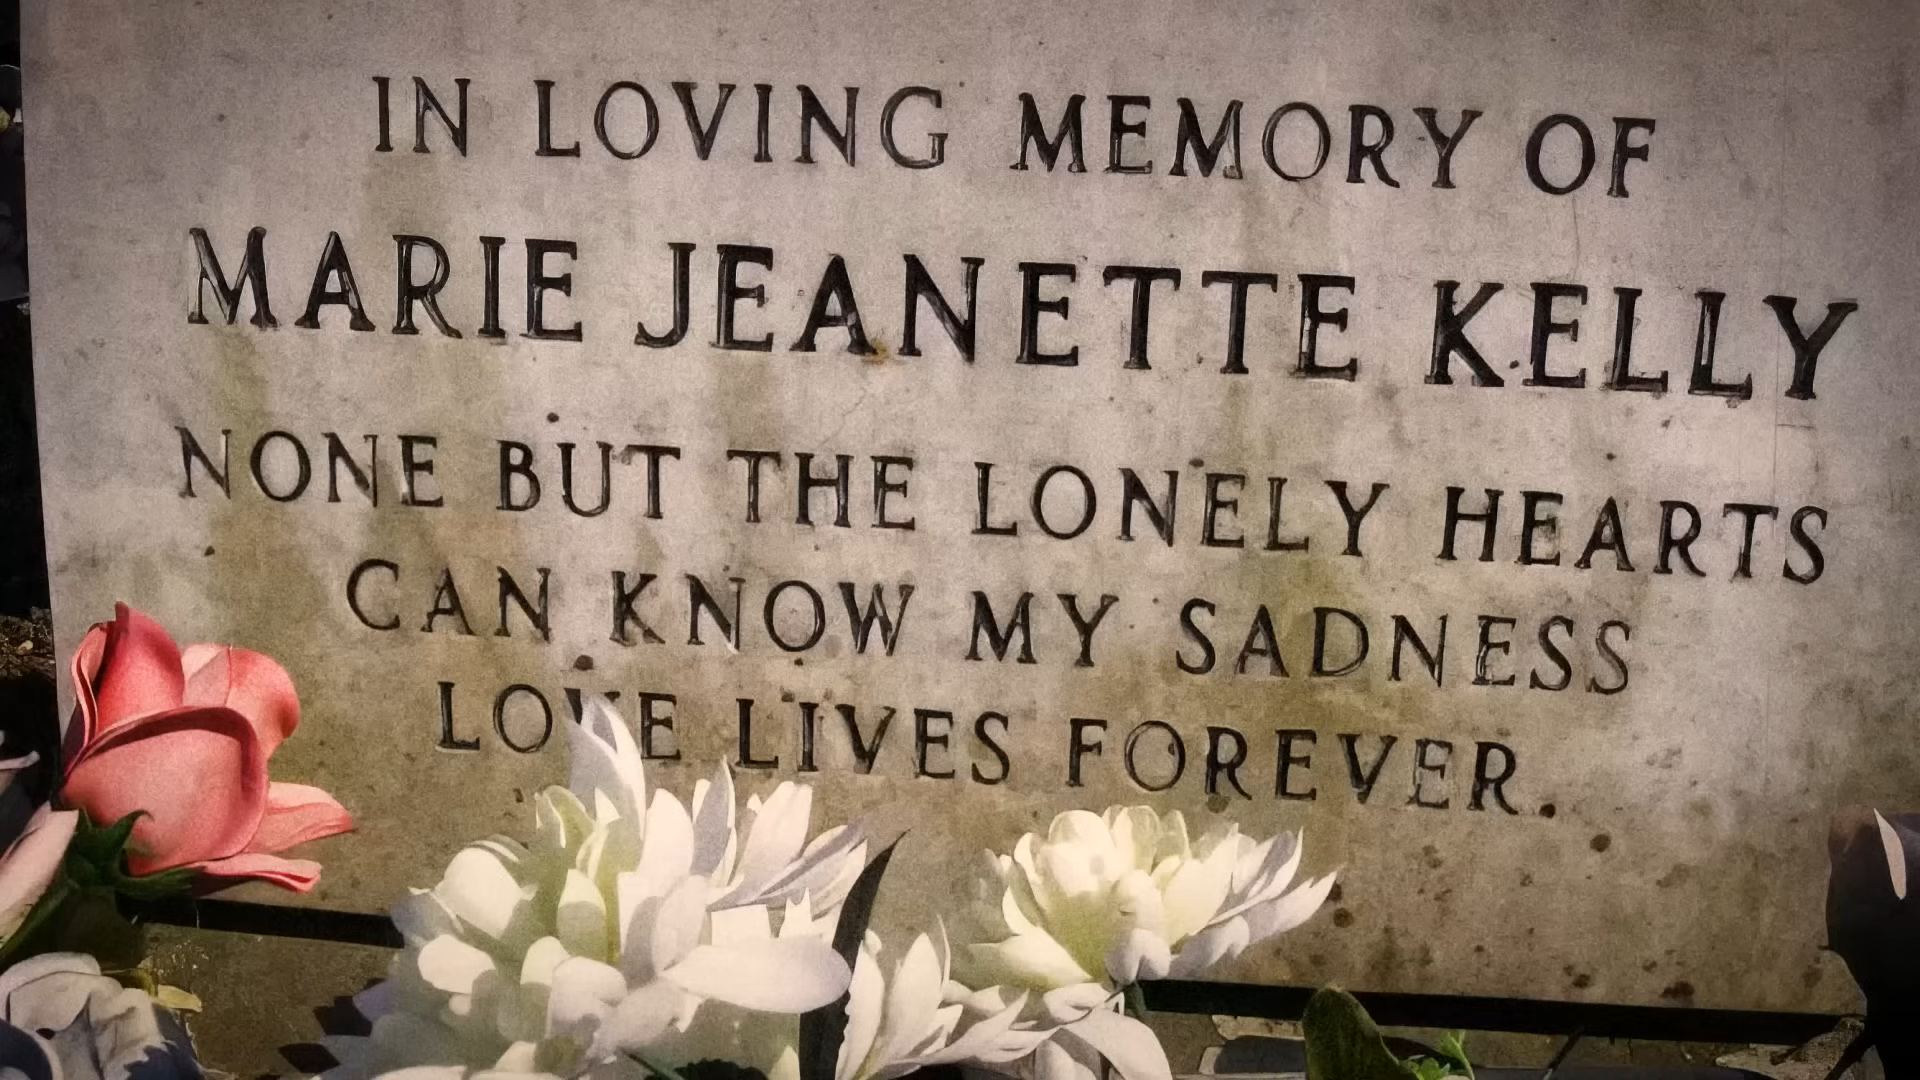 IN LOVING MEMORY OF
MARIE JEANETTE KELLY
NONE BUT THE LONELY HEARTS
CAN KNOW MY SADNESS
LOVE LIVES FOREVER.